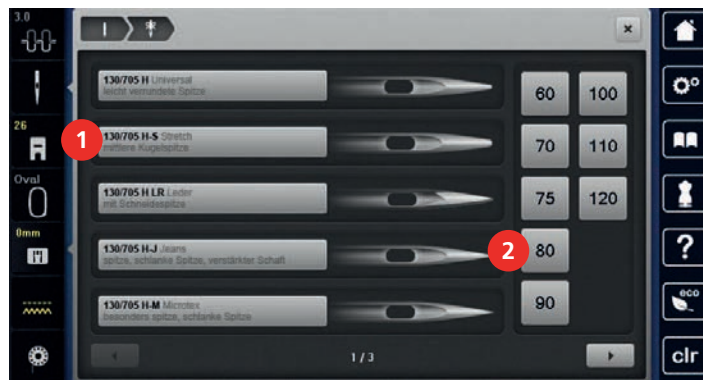 3.0
26
Oval
0mm
130/705 H Universal
leicht verrundete Spitze
1
130/705 H-S Stretch
mittlere Kugelspitze
130/705 H LR Leder
mit Schneidespitze
130/705 H-J Jeans
spitze, schlanke Spitze, verstärkter Schaft
130/705 H-M Microtex
besonders spitze, schlanke Spitze
2
60 100
70 110
75 120
80
90
1 / 3
×
?
eco
clr